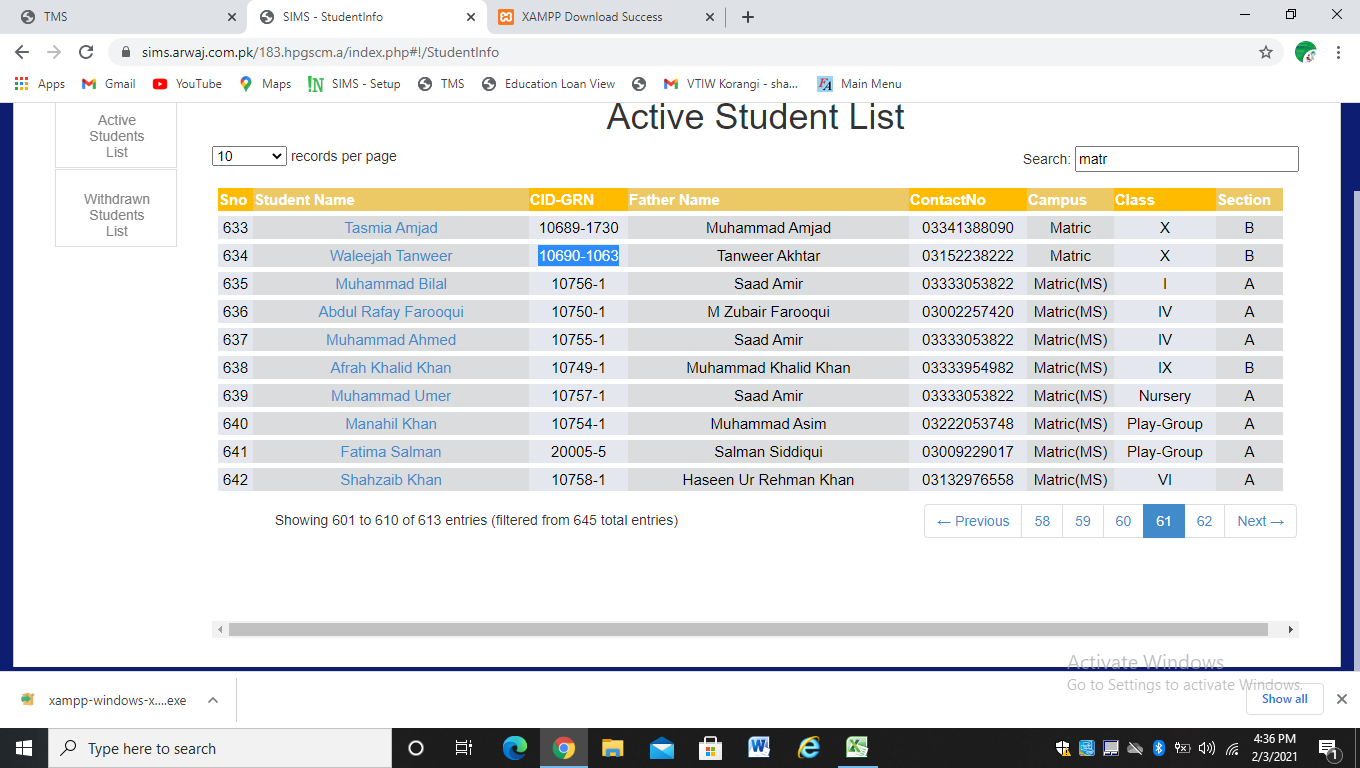 TMS
SIMS - StudentInfo
XAMPP Download Success
sims.arwaj.com.pk/183.hpgscm.a/index.php#!/StudentInfo
Apps Gmail YouTube Maps SIMS - Setup TMS Education Loan View VTIW Korangi - sha... Main Menu
Active Student List
Active
Students
List
Withdrawn
Students
List
10 records per page
Search: matr
Sno Student Name CID-GRN Father Name ContactNo Campus Class Section
633 Tasmia Amjad 10689-1730 Muhammad Amjad 03341388090 Matric X B
634 Waleejah Tanweer 10690-1063 Tanweer Akhtar 03152238222 Matric X B
635 Muhammad Bilal 10756-1 Saad Amir 03333053822 Matric(MS) I A
636 Abdul Rafay Farooqui 10750-1 M Zubair Farooqui 03002257420 Matric(MS) IV A
637 Muhammad Ahmed 10755-1 Saad Amir 03333053822 Matric(MS) IV A
638 Afrah Khalid Khan 10749-1 Muhammad Khalid Khan 03333954982 Matric(MS) IX B
639 Muhammad Umer 10757-1 Saad Amir 03333053822 Matric(MS) Nursery A
640 Manahil Khan 10754-1 Muhammad Asim 03222053748 Matric(MS) Play-Group A
641 Fatima Salman 20005-5 Salman Siddiqui 03009229017 Matric(MS) Play-Group A
642 Shahzaib Khan 10758-1 Haseen Ur Rehman Khan 03132976558 Matric(MS) VI A
Showing 601 to 610 of 613 entries (filtered from 645 total entries)
← Previous 58 59 60 61 62 Next →
Activate Windows
Go to Settings to activate Windows.
xampp-windows-x....exe
Show all
Type here to search
4:36 PM
2/3/2021
1